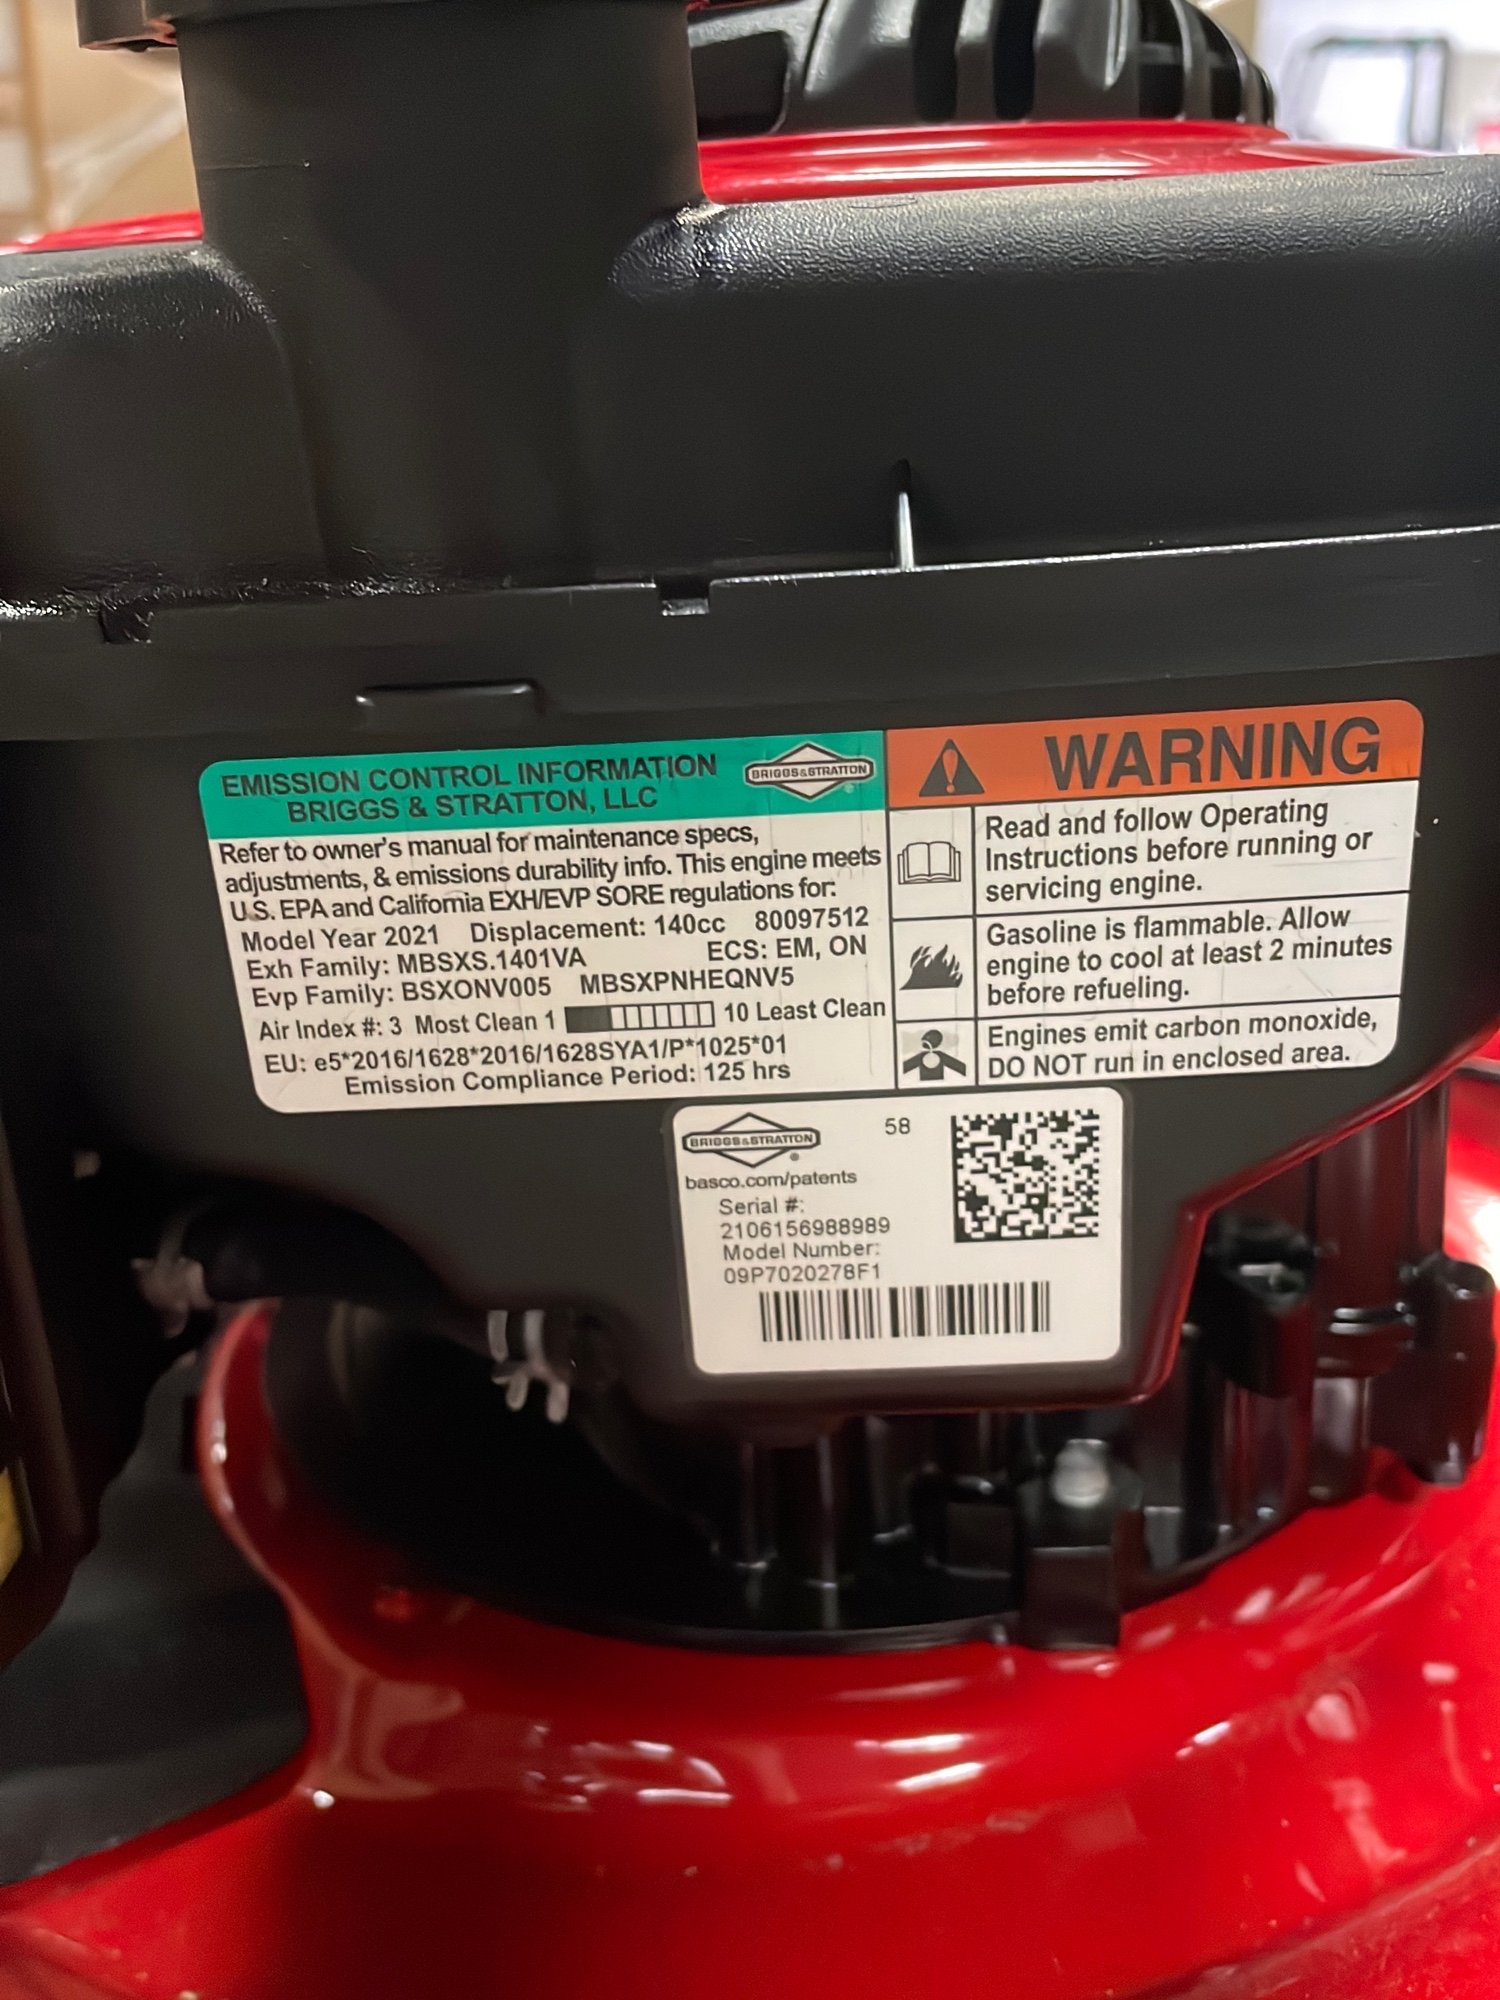 EMISSION CONTROL INFORMATION
BRIGGS & STRATTON, LLC
BRIGGS&STRATTON
®
Refer to owner's manual for maintenance specs,
adjustments, & emissions durability info. This engine meets
U.S. EPA and California EXH/EVP SORE regulations for:
Model Year 2021 Displacement: 140cc 80097512
Exh Family: MBSXS.1401VA ECS: EM, ON
Evp Family: BSXONV005 MBSXPNHEQNV5
Air Index #: 3 Most Clean 1 10 Least Clean
EU: e5*2016/1628*2016/1628SYA1/P*1025*01
Emission Compliance Period: 125 hrs
WARNING
Read and follow Operating
Instructions before running or
servicing engine.
Gasoline is flammable. Allow
engine to cool at least 2 minutes
before refueling.
Engines emit carbon monoxide,
DO NOT run in enclosed area.
BRIGGS&STRATTON
®
58
basco.com/patents
Serial #:
2106156988989
Model Number:
09P7020278F1